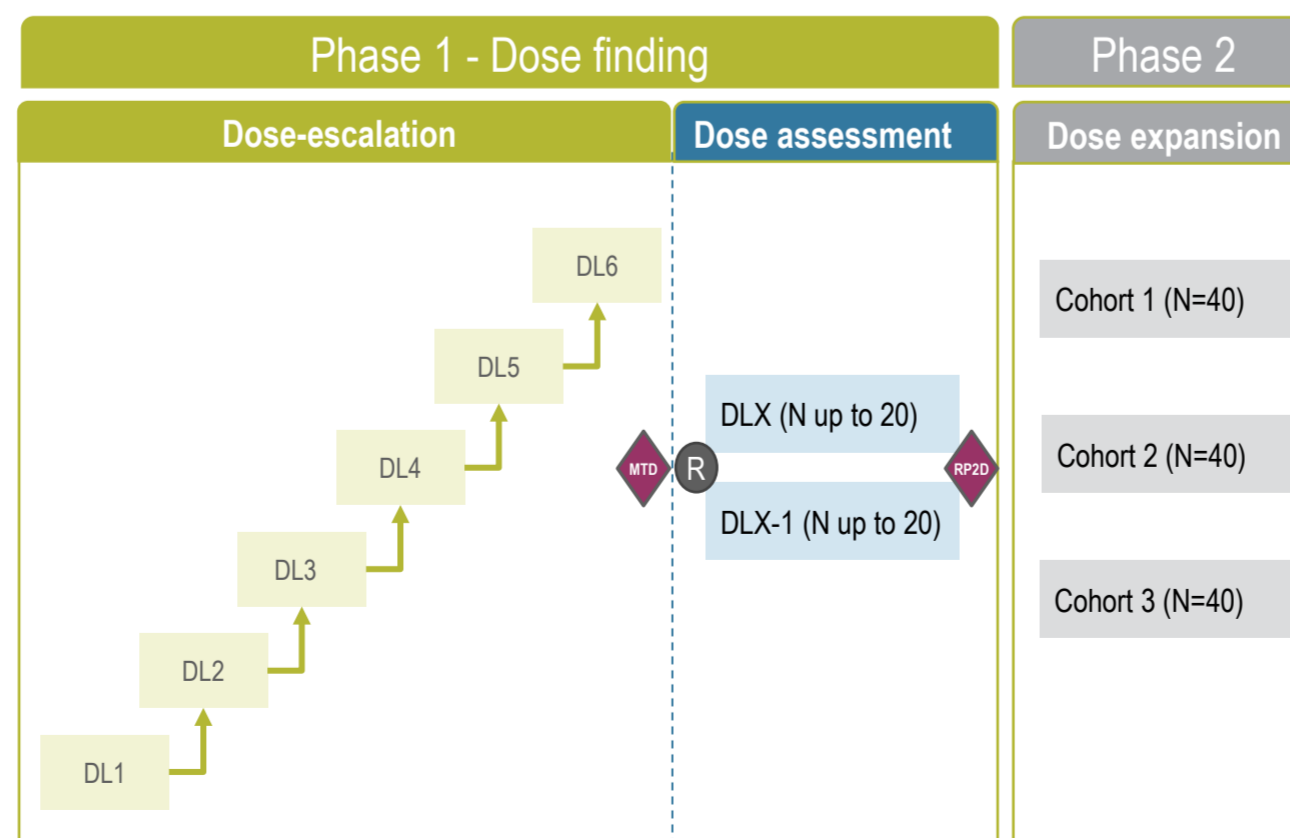 Phase 1 - Dose finding
Phase 2
Dose-escalation
Dose assessment
Dose expansion
DL6
DL5
DL4
DL3
DL2
DL1
MTD
R
DLX (N up to 20)
DLX-1 (N up to 20)
RP2D
Cohort 1 (N=40)
Cohort 2 (N=40)
Cohort 3 (N=40)